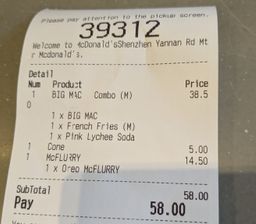 Please pay attention to the pickup screen.
39312
Welcome to McDonald'sShenzhen Yannan Rd Mt
r Mcdonald's.
Detail
Num Product Price
1 BIG MAC Combo (M) 38.5
0
1 x BIG MAC
1 x French Fries (M)
1 x Pink Lychee Soda
1 Cone 5.00
1 McFLURRY 14.50
1 x Oreo McFLURRY
SubTotal 58.00
Pay 58.00